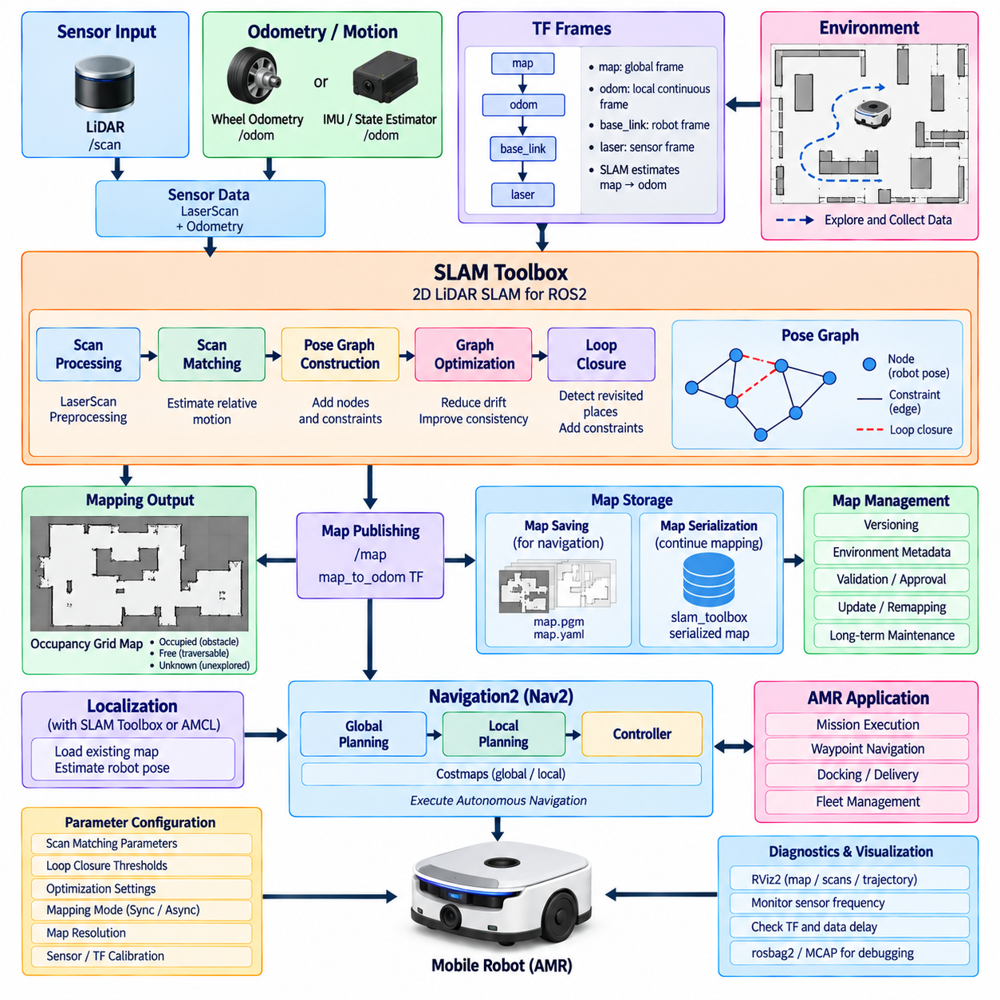 Sensor Input
LiDAR
/scan
Odometry / Motion
or
Wheel Odometry
/odom
IMU / State Estimator
/odom
Sensor Data
LaserScan
+ Odometry
TF Frames
map
odom
base_link
laser
• map: global frame
• odom: local continuous
frame
• base_link: robot frame
• laser: sensor frame
• SLAM estimates
map → odom
Environment
Explore and Collect Data
SLAM Toolbox
2D LiDAR SLAM for ROS2
Scan
Processing
LaserScan
Preprocessing
Scan
Matching
Estimate relative
motion
Pose Graph
Construction
Add nodes
and constraints
Graph
Optimization
Reduce drift
Improve consistency
Loop
Closure
Detect revisited
places
Add constraints
Pose Graph
Node
(robot pose)
Constraint
(edge)
Loop closure
Mapping Output
Occupancy Grid Map
• Occupied (obstacle)
• Free (traversable)
• Unknown (unexplored)
Map Publishing
/map
map_to_odom TF
Map Storage
Map Saving
(for navigation)
map.pgm
map.yaml
Map Serialization
(continue mapping)
slam_toolbox
serialized map
Map Management
Versioning
Environment Metadata
Validation / Approval
Update / Remapping
Long-term Maintenance
Localization
(with SLAM Toolbox or AMCL)
Load existing map
Estimate robot pose
Navigation2 (Nav2)
Global
Planning
Local
Planning
Controller
Costmaps (global / local)
Execute Autonomous Navigation
AMR Application
Mission Execution
Waypoint Navigation
Docking / Delivery
Fleet Management
Parameter Configuration
Scan Matching Parameters
Loop Closure Thresholds
Optimization Settings
Mapping Mode (Sync / Async)
Map Resolution
Sensor / TF Calibration
Mobile Robot (AMR)
Diagnostics & Visualization
RViz2 (map / scans / trajectory)
Monitor sensor frequency
Check TF and data delay
rosbag2 / MCAP for debugging